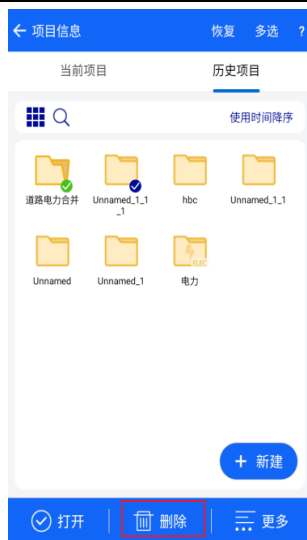 项目信息 恢复 多选 ?
当前项目 历史项目
使用时间降序
道路电力合并 Unnamed_1_1_1 hbc Unnamed_1_1
Unnamed Unnamed_1 电力
ELEC
+ 新建
打开 删除 更多